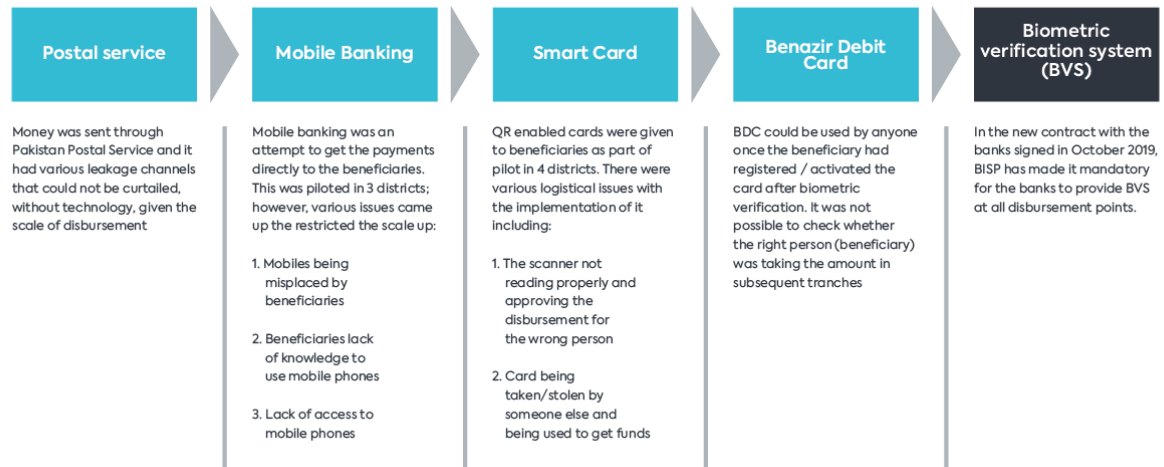 Postal service
Money was sent through
Pakistan Postal Service and it
had various leakage channels
that could not be curtailed,
without technology, given the
scale of disbursement
Mobile Banking
Mobile banking was an
attempt to get the payments
directly to the beneficiaries.
This was piloted in 3 districts;
however, various issues came
up the restricted the scale up:
1. Mobiles being
misplaced by
beneficiaries
2. Beneficiaries lack
of knowledge to
use mobile phones
3. Lack of access to
mobile phones
Smart Card
QR enabled cards were given
to beneficiaries as part of
pilot in 4 districts. There were
various logistical issues with
the implementation of it
including:
1. The scanner not
reading properly and
approving the
disbursement for
the wrong person
2. Card being
taken/stolen by
someone else and
being used to get funds
Benazir Debit
Card
BDC could be used by anyone
once the beneficiary had
registered / activated the
card after biometric
verification. It was not
possible to check whether
the right person (beneficiary)
was taking the amount in
subsequent tranches
Biometric
verification system
(BVS)
In the new contract with the
banks signed in October 2019,
BISP has made it mandatory
for the banks to provide BVS
at all disbursement points.